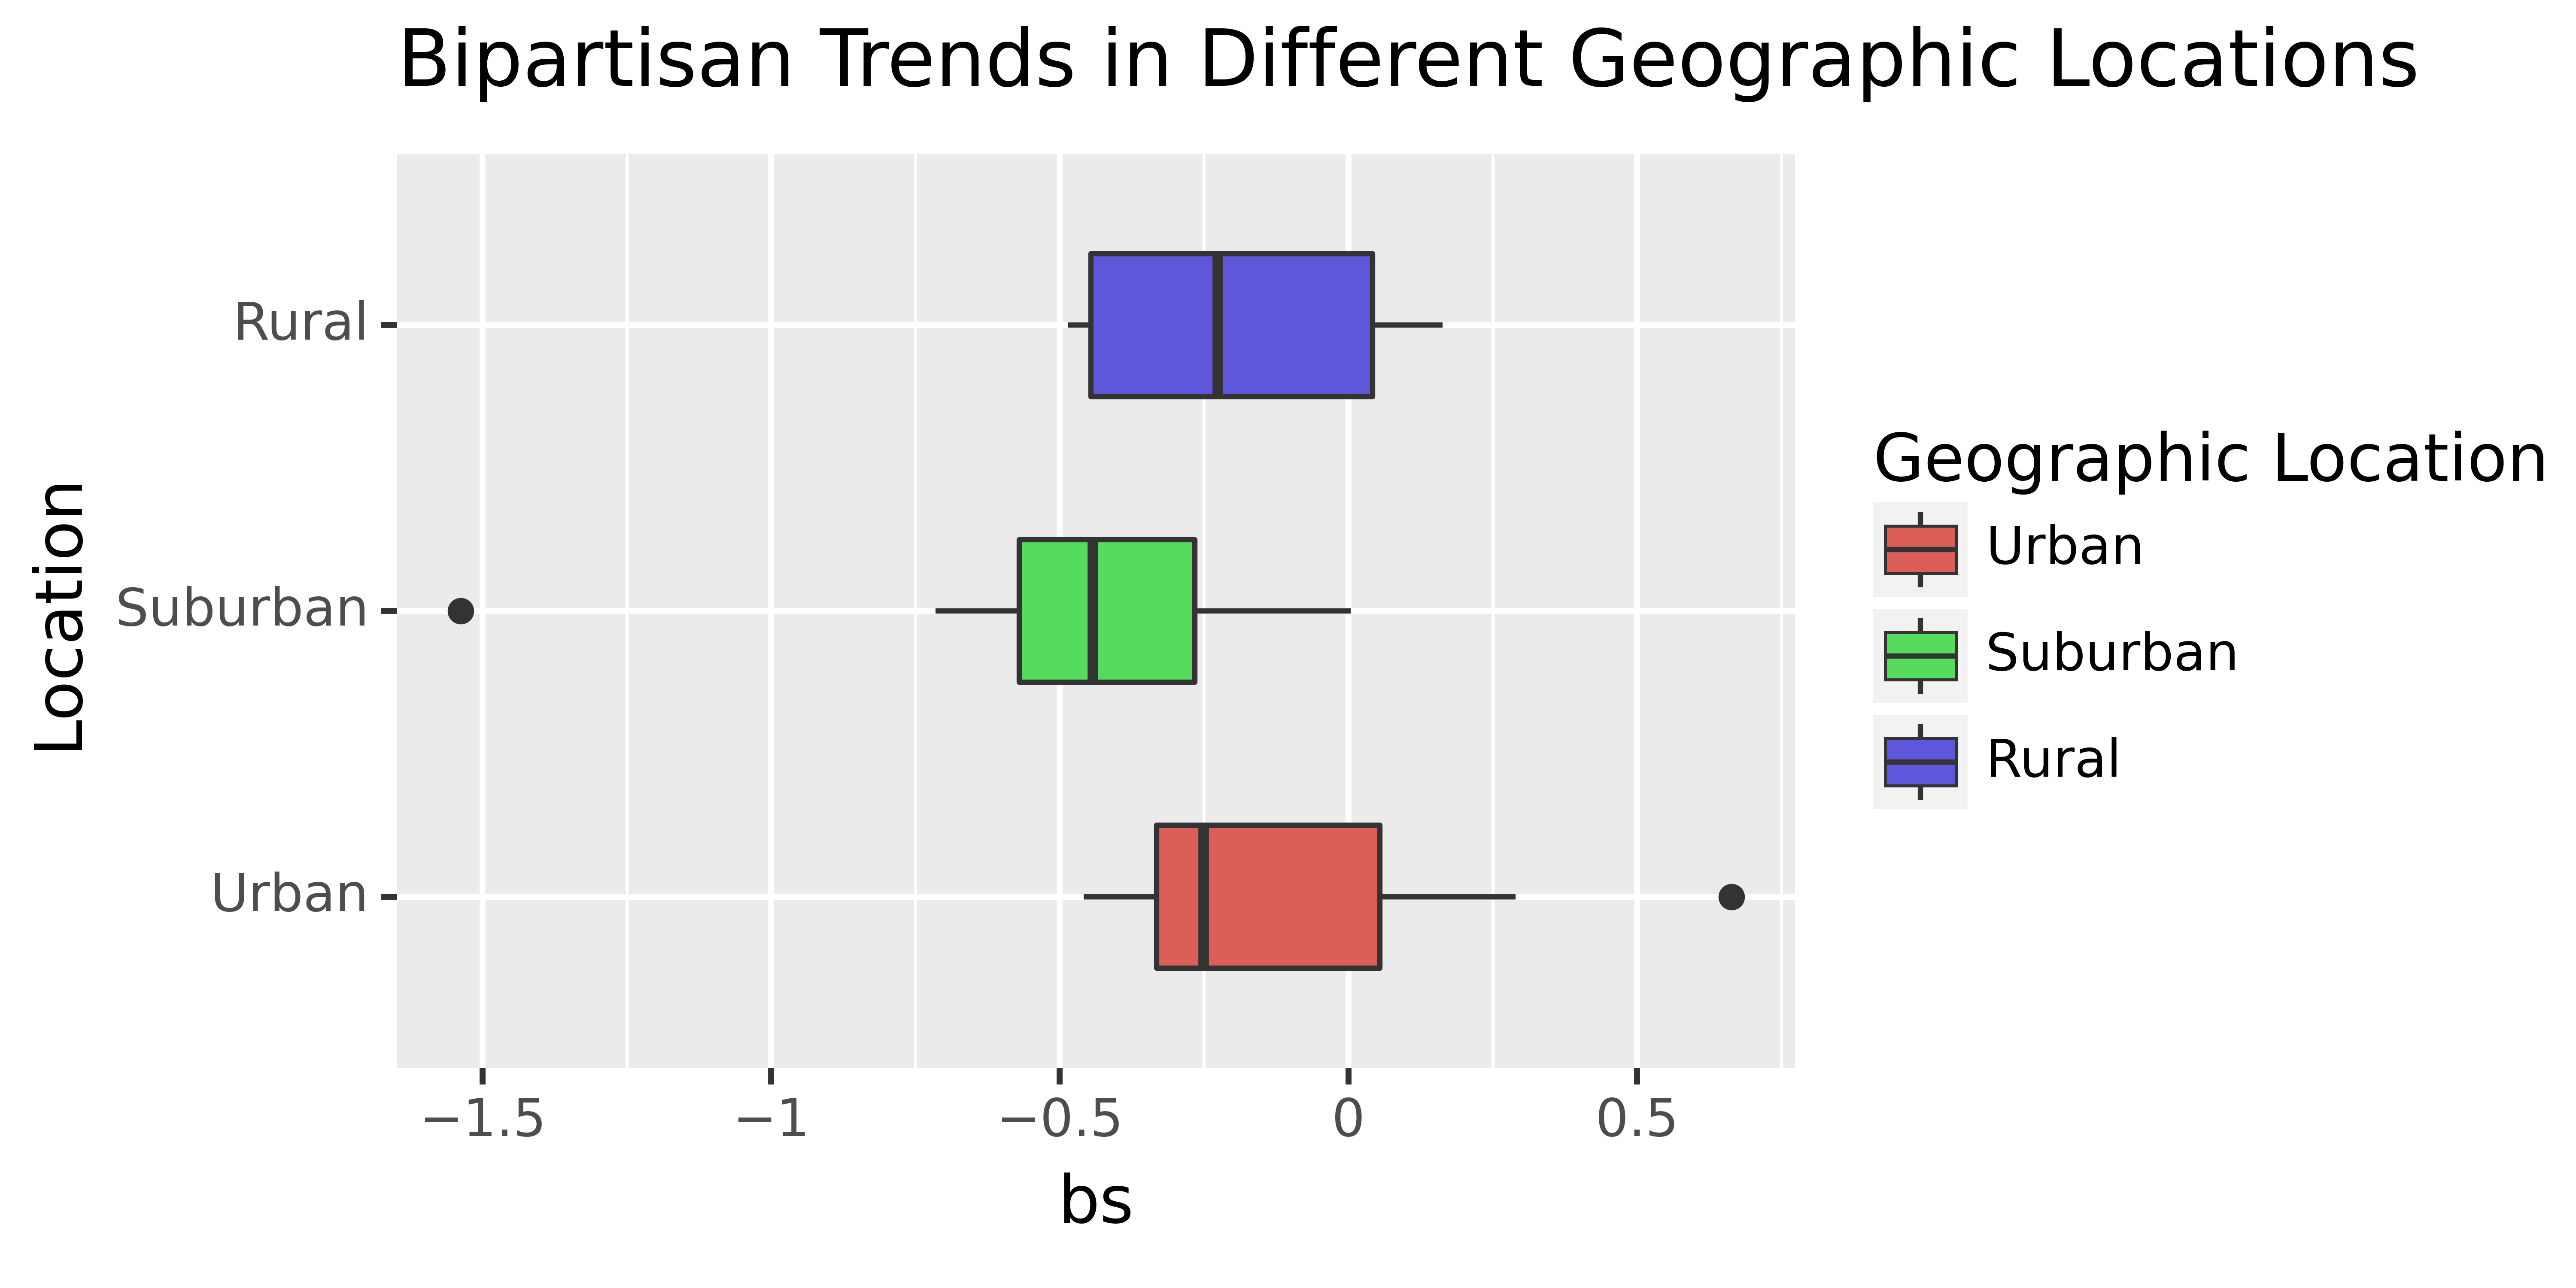 Bipartisan Trends in Different Geographic Locations
Location
Rural
Suburban
Urban
−1.5
−1
−0.5
0
0.5
bs
Geographic Location
Urban
Suburban
Rural